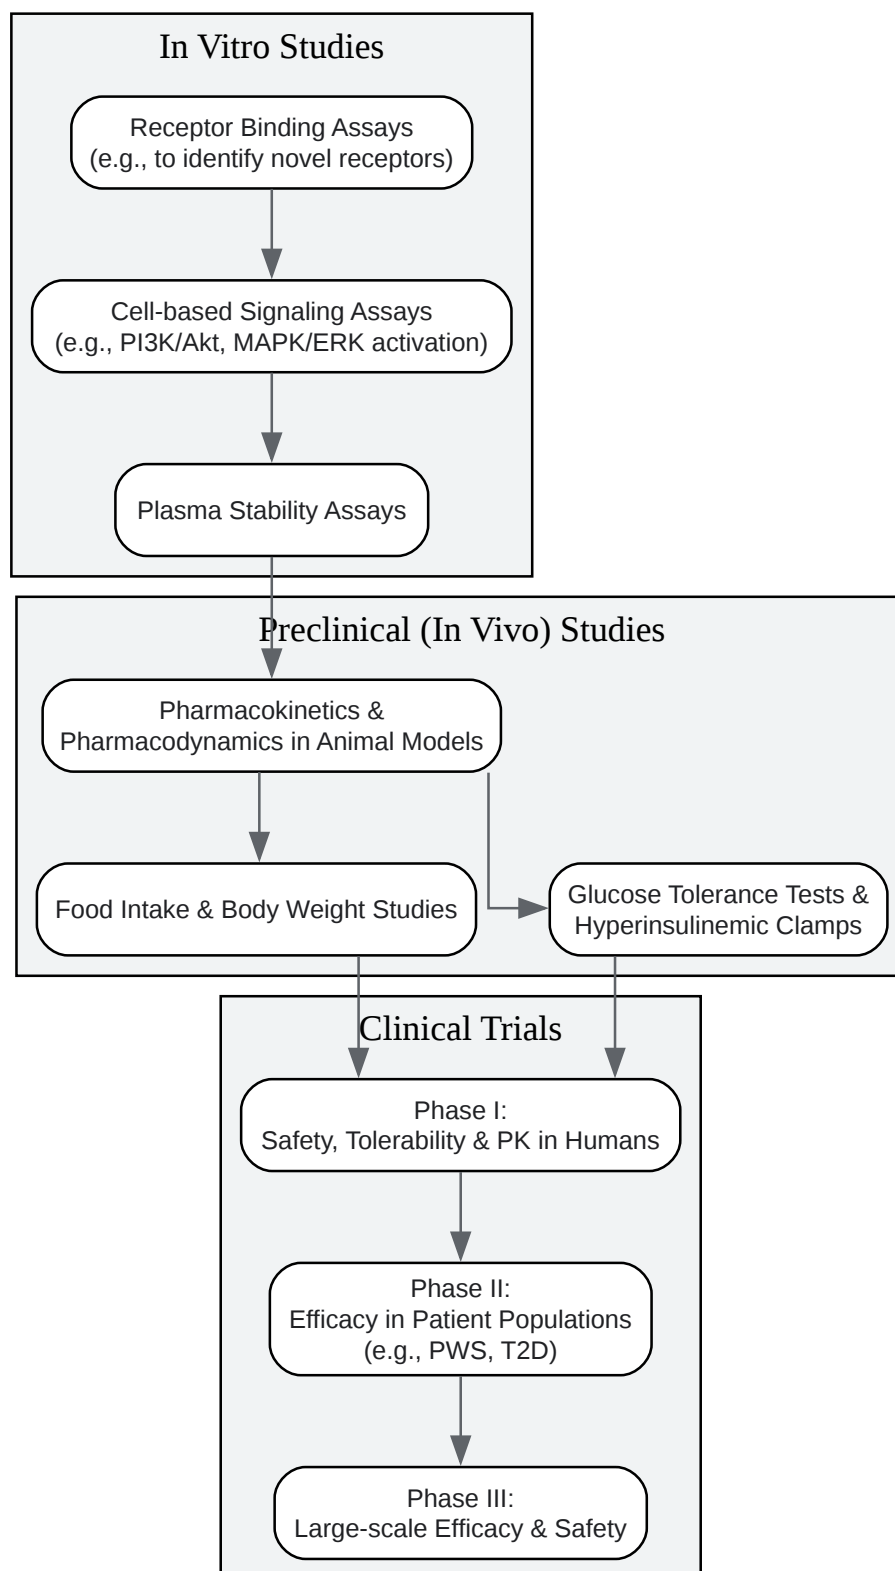 In Vitro Studies
Receptor Binding Assays
(e.g., to identify novel receptors)
Cell-based Signaling Assays
(e.g., PI3K/Akt, MAPK/ERK activation)
Plasma Stability Assays
Preclinical (In Vivo) Studies
Pharmacokinetics &
Pharmacodynamics in Animal Models
Food Intake & Body Weight Studies
Glucose Tolerance Tests &
Hyperinsulinemic Clamps
Clinical Trials
Phase I:
Safety, Tolerability & PK in Humans
Phase II:
Efficacy in Patient Populations
(e.g., PWS, T2D)
Phase III:
Large-scale Efficacy & Safety